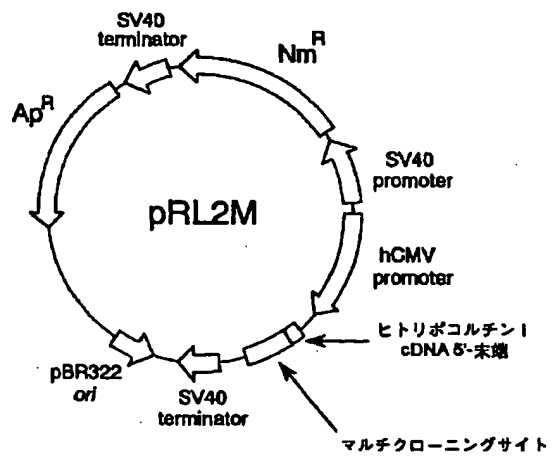 SV40
terminator
Nm^R
Ap^R
SV40
promoter
pRL2M
hCMV
promoter
ヒトリポコルチン I
cDNA 5'-末端
pBR322
ori
SV40
terminator
マルチクローニングサイト